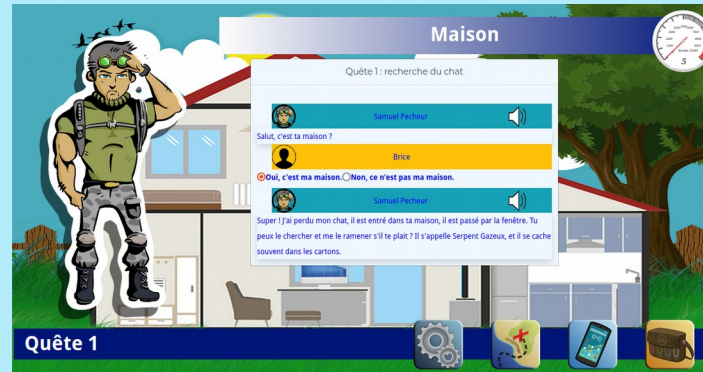 Maison
Quête 1 : recherche du chat
Samuel Pecheur
Salut, c'est ta maison ?
Brice
Oui, c'est ma maison. Non, ce n'est pas ma maison.
Samuel Pecheur
Super ! J'ai perdu mon chat, il est entré dans ta maison, il est passé par la fenêtre. Tu
peux le chercher et me le ramener s'il te plait ? Il s'appelle Serpent Gazeux, et il se cache
souvent dans les cartons.
5
Quête 1